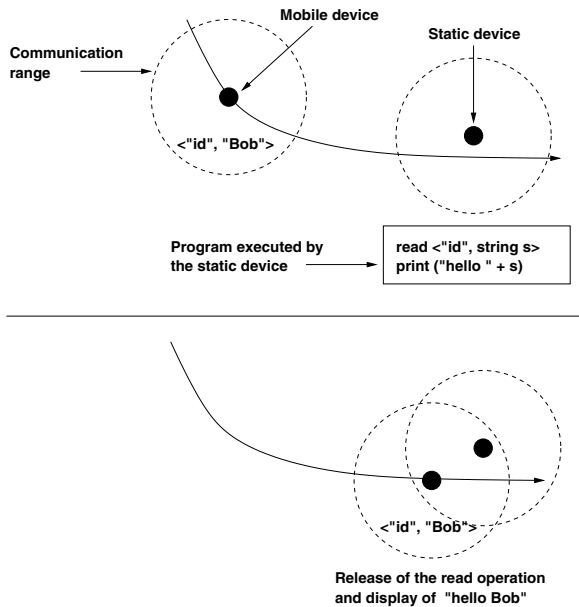 Mobile device
Communication
range
Static device
<"id", "Bob">
Program executed by
the static device
read <"id", string s>
print ("hello " + s)
<"id", "Bob">
Release of the read operation
and display of "hello Bob"